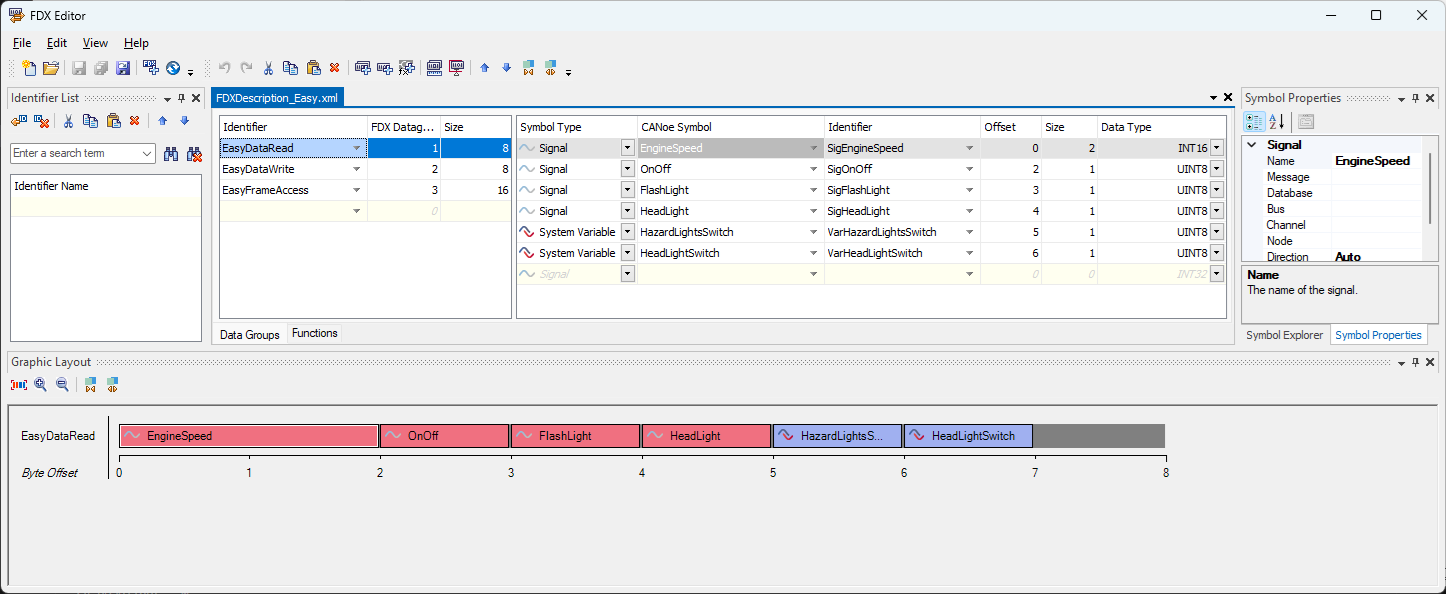 FDX Editor
File Edit View Help
Identifier List
Enter a search term
Identifier Name
FDXDescription_Easy.xml
Identifier FDX Datag... Size
EasyDataRead 1 8
EasyDataWrite 2 8
EasyFrameAccess 3 16
0
Data Groups Functions
Symbol Type CANoe Symbol Identifier Offset Size Data Type
Signal EngineSpeed SigEngineSpeed 0 2 INT16
Signal OnOff SigOnOff 2 1 UINT8
Signal FlashLight SigFlashLight 3 1 UINT8
Signal HeadLight SigHeadLight 4 1 UINT8
System Variable HazardLightsSwitch VarHazardLightsSwitch 5 1 UINT8
System Variable HeadLightSwitch VarHeadLightSwitch 6 1 UINT8
Signal 0 0 INT32
Symbol Properties
Signal
Name EngineSpeed
Message
Database
Bus
Channel
Node
Direction Auto
Name
The name of the signal.
Symbol Explorer Symbol Properties
Graphic Layout
EasyDataRead EngineSpeed OnOff FlashLight HeadLight HazardLightsS... HeadLightSwitch
Byte Offset 0 1 2 3 4 5 6 7 8